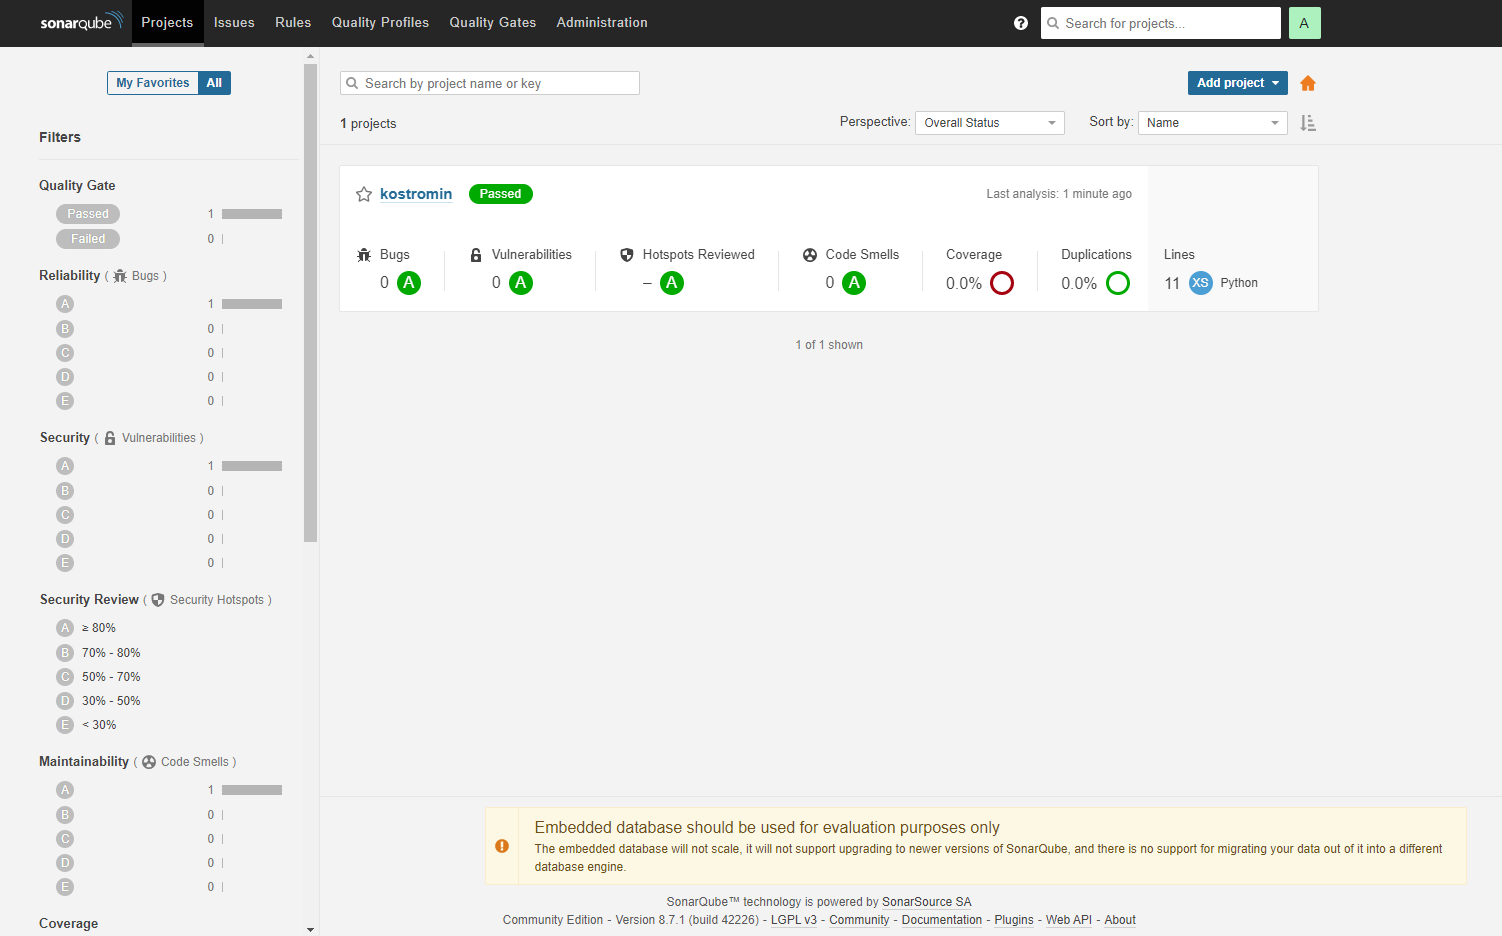 sonarqube Projects Issues Rules Quality Profiles Quality Gates Administration Search for projects... A
My Favorites All
Filters
Quality Gate
Passed 1
Failed 0
Reliability ( Bugs )
A 1
B 0
C 0
D 0
E 0
Security ( Vulnerabilities )
A 1
B 0
C 0
D 0
E 0
Security Review ( Security Hotspots )
A ≥ 80%
B 70% - 80%
C 50% - 70%
D 30% - 50%
E < 30%
Maintainability ( Code Smells )
A 1
B 0
C 0
D 0
E 0
Coverage
Search by project name or key Add project
1 projects Perspective: Overall Status Sort by: Name
kostromin Passed Last analysis: 1 minute ago
Bugs Vulnerabilities Hotspots Reviewed Code Smells Coverage Duplications Lines
0 A 0 A – A 0 A 0.0% 0.0% 11 XS Python
1 of 1 shown
Embedded database should be used for evaluation purposes only
The embedded database will not scale, it will not support upgrading to newer versions of SonarQube, and there is no support for migrating your data out of it into a different
database engine.
SonarQube™ technology is powered by SonarSource SA
Community Edition - Version 8.7.1 (build 42226) - LGPL v3 - Community - Documentation - Plugins - Web API - About